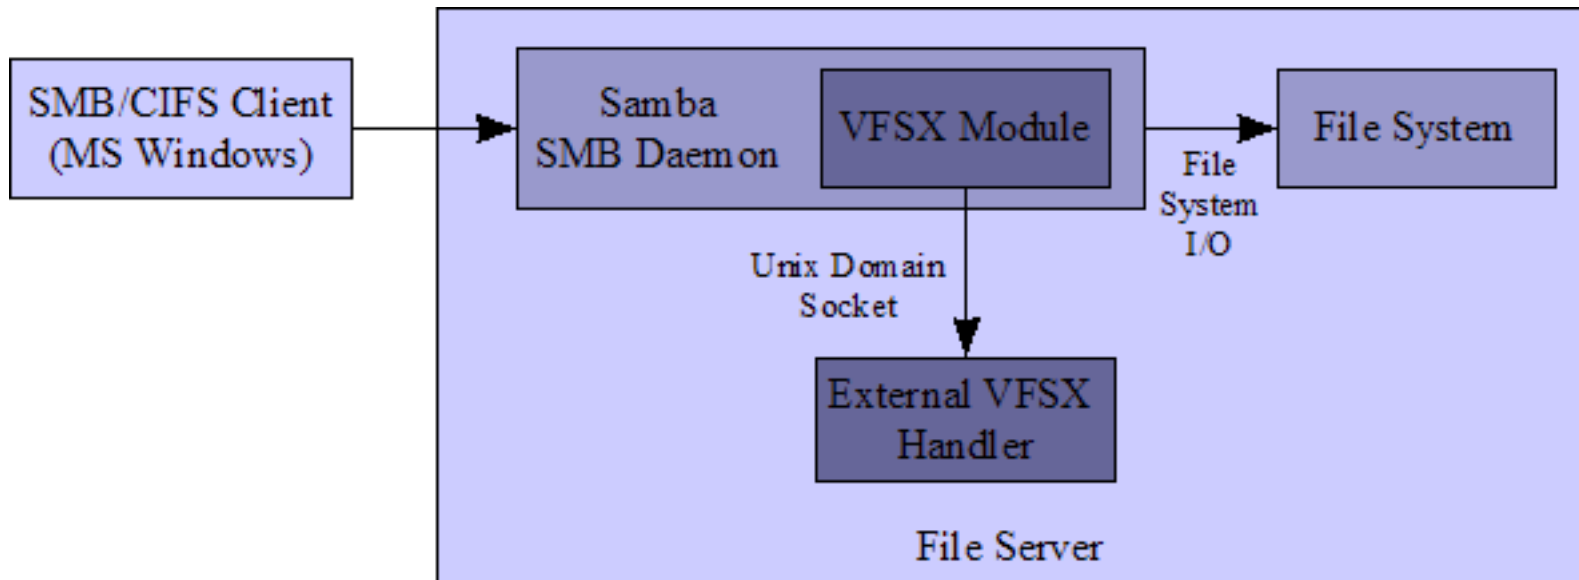 SMB/CIFS Client
(MS Windows)
Samba
SMB Daemon
VFSX Module
File System
File
System
I/O
Unix Domain
Socket
External VFSX
Handler
File Server